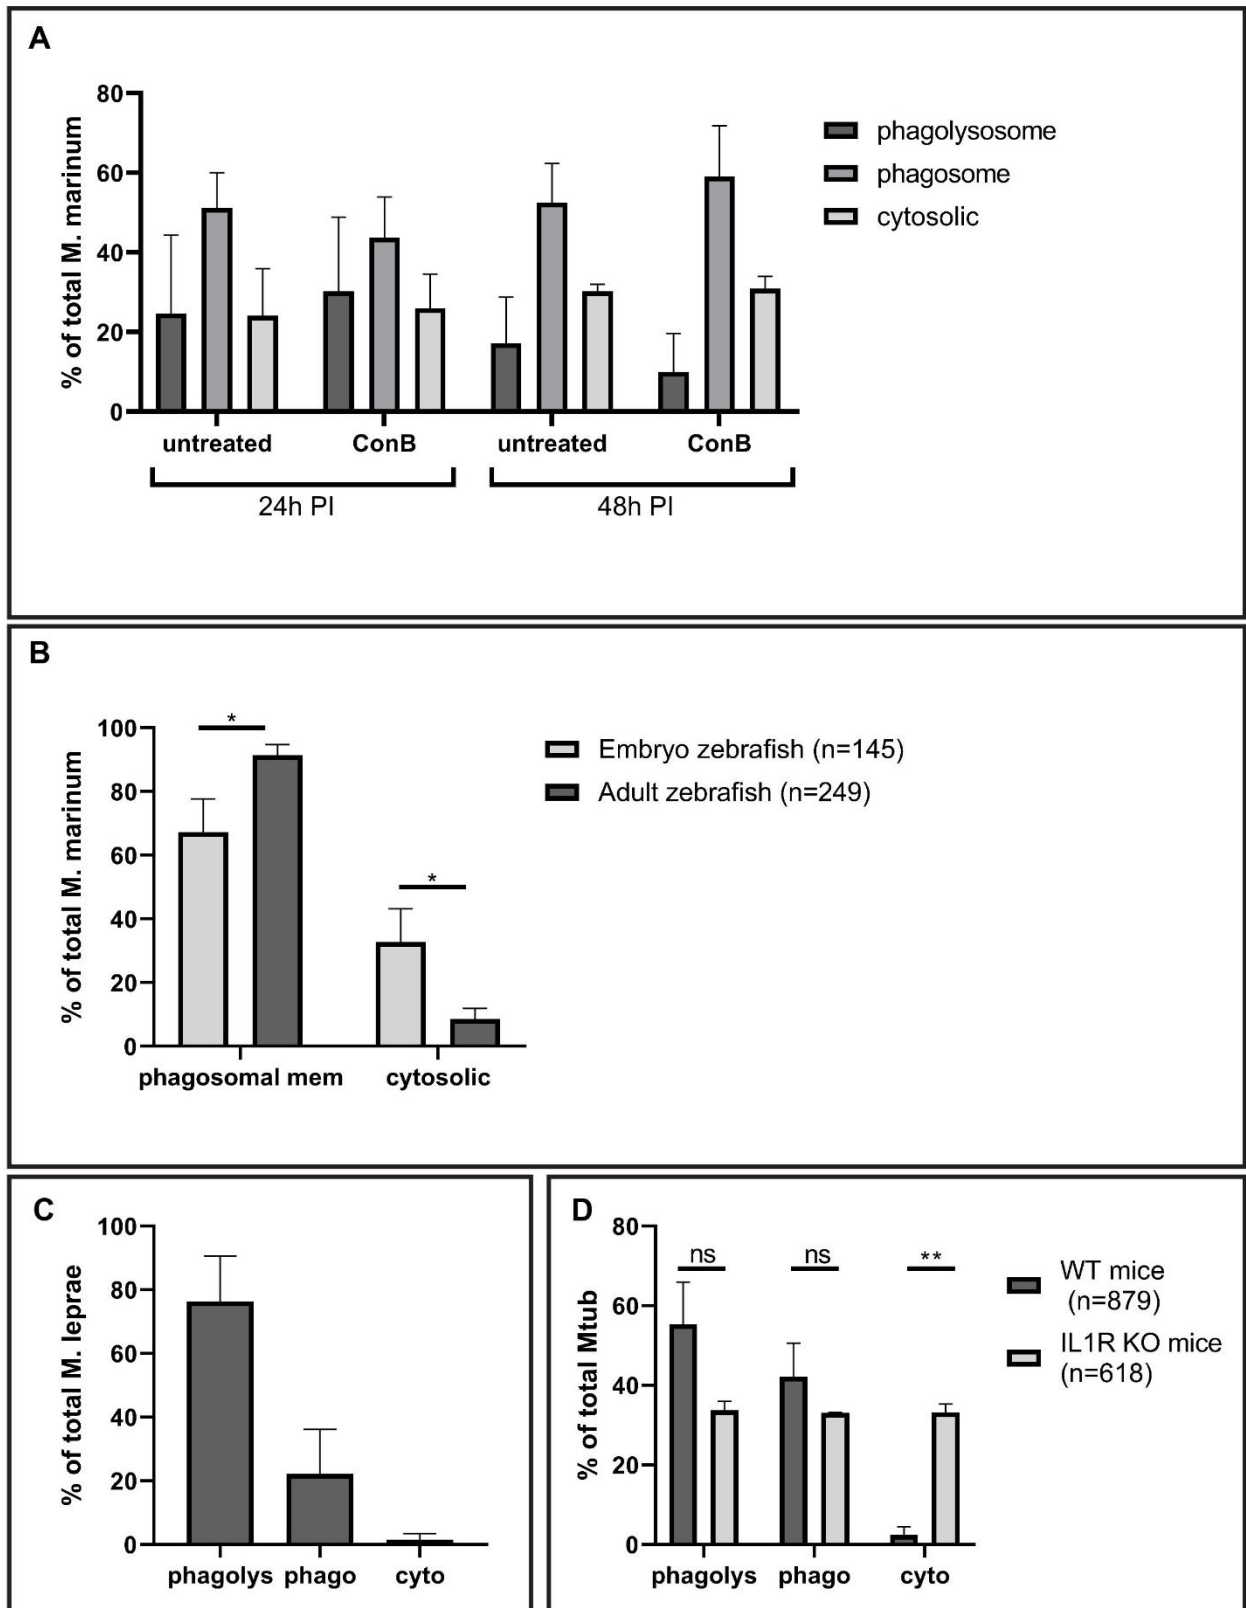 A
% of total M. marinum
80
60
40
20
0
untreated
ConB
untreated
ConB
24h PI
48h PI
phagolysosome
phagosome
cytosolic
B
% of total M. marinum
100
80
60
40
20
0
*
*
phagosomal mem
cytosolic
Embryo zebrafish (n=145)
Adult zebrafish (n=249)
C
% of total M. leprae
100
80
60
40
20
0
phagolys
phago
cyto
D
% of total Mtub
80
60
40
20
0
ns
ns
**
phagolys
phago
cyto
WT mice
(n=879)
IL1R KO mice
(n=618)